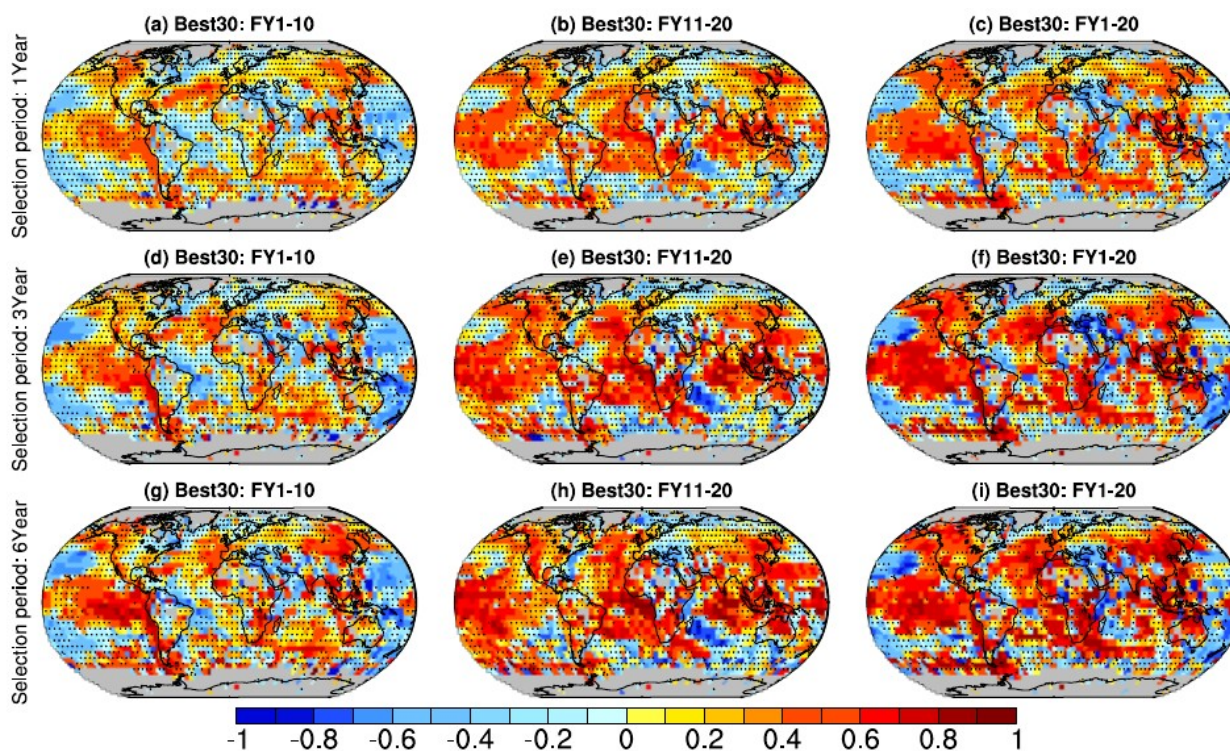 (a) Best30: FY1-10
(b) Best30: FY11-20
(c) Best30: FY1-20
Selection period: 1Year
(d) Best30: FY1-10
(e) Best30: FY11-20
(f) Best30: FY1-20
Selection period: 3Year
(g) Best30: FY1-10
(h) Best30: FY11-20
(i) Best30: FY1-20
Selection period: 6Year
-1 -0.8 -0.6 -0.4 -0.2 0 0.2 0.4 0.6 0.8 1